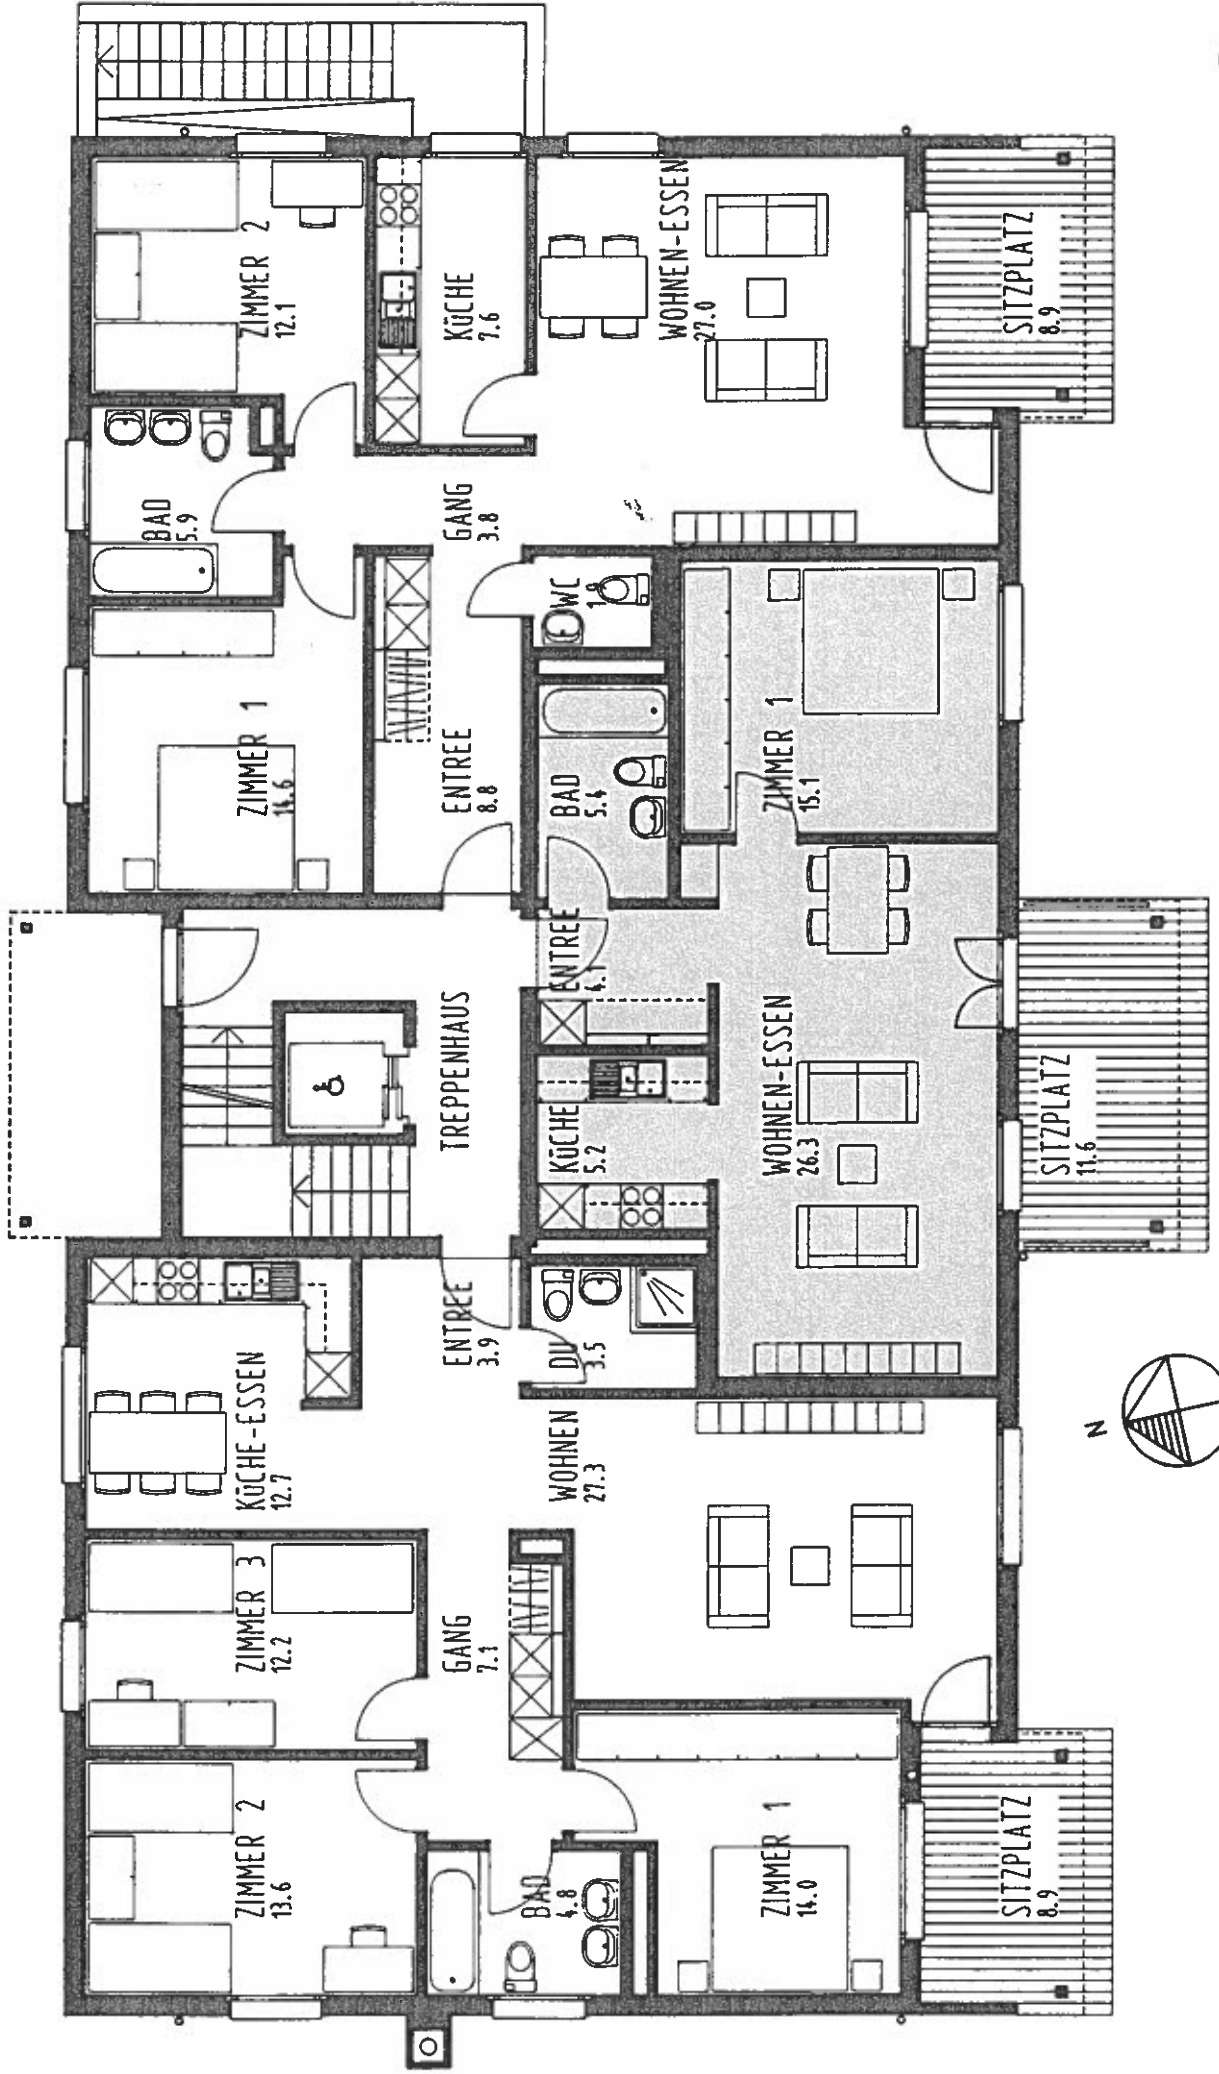 ZIMMER 2
12.1
KÜCHE
7.6
WOHNEN-ESSEN
27.0
SITZPLATZ
8.9
BAD
5.9
GANG
3.8
WC
1.9
ZIMMER 1
14.6
ENTREE
8.8
BAD
5.4
ZIMMER 1
15.1
ENTREE
4.1
TREPPENHAUS
KÜCHE
5.2
WOHNEN-ESSEN
26.3
SITZPLATZ
11.6
KÜCHE-ESSEN
12.7
ENTREE
3.9
DU
3.5
WOHNEN
27.3
N
ZIMMER 3
12.2
GANG
7.1
ZIMMER 2
13.6
BAD
4.8
ZIMMER 1
14.0
SITZPLATZ
8.9